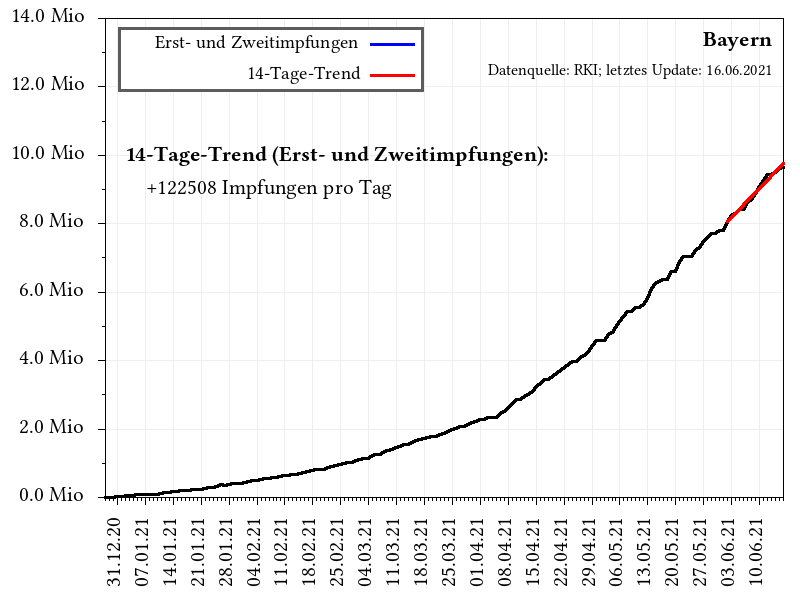 14.0 Mio
12.0 Mio
10.0 Mio
8.0 Mio
6.0 Mio
4.0 Mio
2.0 Mio
0.0 Mio
Erst- und Zweitimpfungen
14-Tage-Trend
Bayern
Datenquelle: RKI; letztes Update: 16.06.2021
14-Tage-Trend (Erst- und Zweitimpfungen):
+122508 Impfungen pro Tag
31.12.20
07.01.21
14.01.21
21.01.21
28.01.21
04.02.21
11.02.21
18.02.21
25.02.21
04.03.21
11.03.21
18.03.21
25.03.21
01.04.21
08.04.21
15.04.21
22.04.21
29.04.21
06.05.21
13.05.21
20.05.21
27.05.21
03.06.21
10.06.21